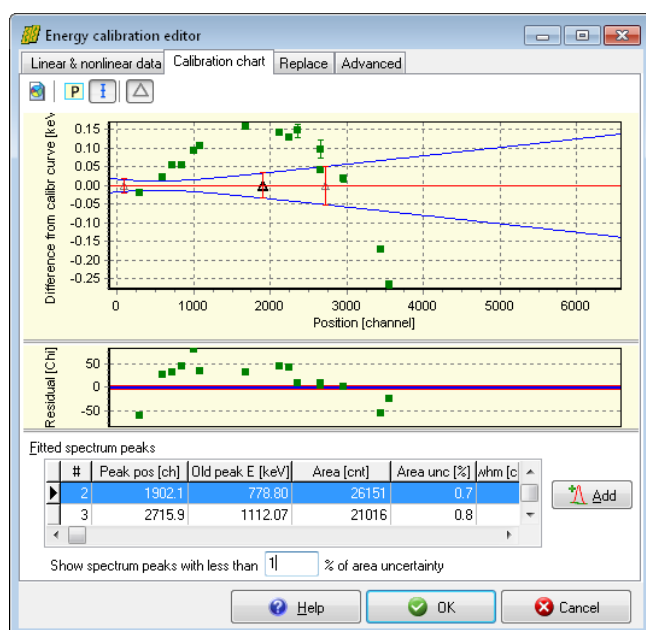 Energy calibration editor
Linear & nonlinear data Calibration chart Replace Advanced
P
Difference from calibr curve [keV
0.15
0.10
0.05
0.00
-0.05
-0.10
-0.15
-0.20
-0.25
0 1000 2000 3000 4000 5000 6000
Position [channel]
Residual [Chi]
50
0
-50
Fitted spectrum peaks
# Peak pos [ch] Old peak E [keV] Area [cnt] Area unc [%] whm [c
2 1902.1 778.80 26151 0.7
3 2715.9 1112.07 21016 0.8
Add
Show spectrum peaks with less than 1 % of area uncertainty
Help OK Cancel